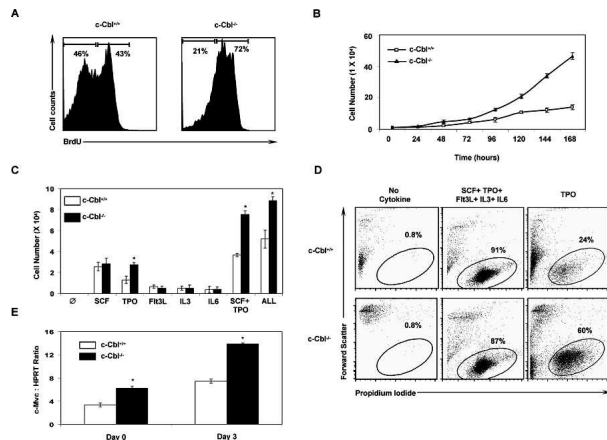 A
c-Cbl+/+
c-Cbl-/-
46%
43%
21%
72%
Cell counts
BrdU
B
Cell Number (1 X 10⁴)
60
40
20
0
c-Cbl+/+
c-Cbl-/-
0 24 48 72 96 120 144 168
Time (hours)
C
c-Cbl+/+
c-Cbl-/-
Cell Number (X 10⁴)
10
8
6
4
2
0
* * *
Ø SCF TPO Flt3L IL3 IL6 SCF+ TPO ALL
D
No Cytokine
SCF+ TPO+ Flt3L+ IL3+ IL6
TPO
c-Cbl+/+
0.8%
91%
24%
c-Cbl-/-
0.8%
87%
60%
Forward Scatter
Propidium Iodide
E
c-Cbl+/+
c-Cbl-/-
c-Myc : HPRT Ratio
16
12
8
4
0
* *
Day 0 Day 3